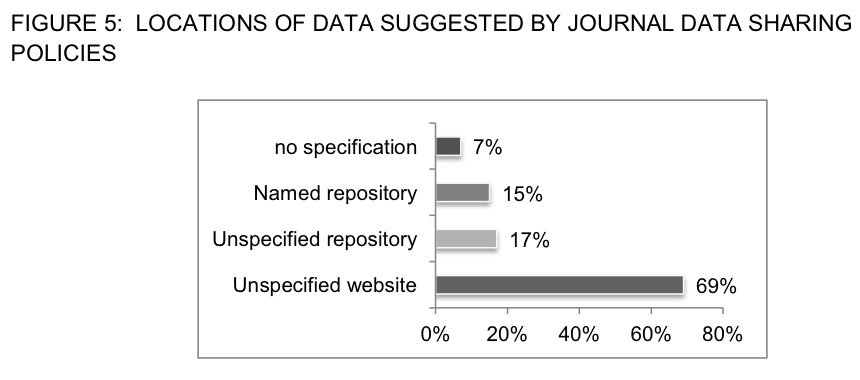 FIGURE 5:  LOCATIONS OF DATA SUGGESTED BY JOURNAL DATA SHARING
POLICIES
no specification 7%
Named repository 15%
Unspecified repository 17%
Unspecified website 69%
0% 20% 40% 60% 80%